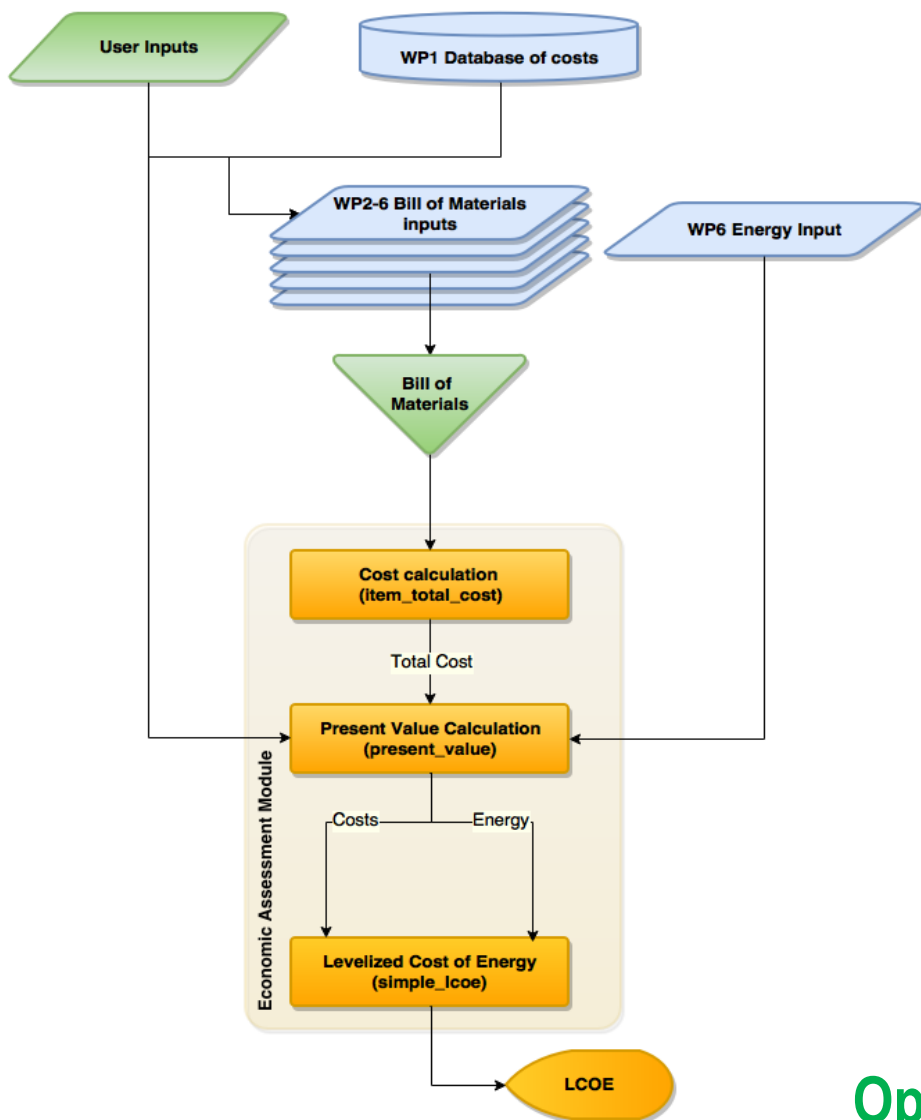 User Inputs
WP1 Database of costs
WP2-6 Bill of Materials
inputs
WP6 Energy Input
Bill of
Materials
Cost calculation
(item_total_cost)
Total Cost
Present Value Calculation
(present_value)
Costs
Energy
Economic Assessment Module
Levelized Cost of Energy
(simple_lcoe)
LCOE
Op